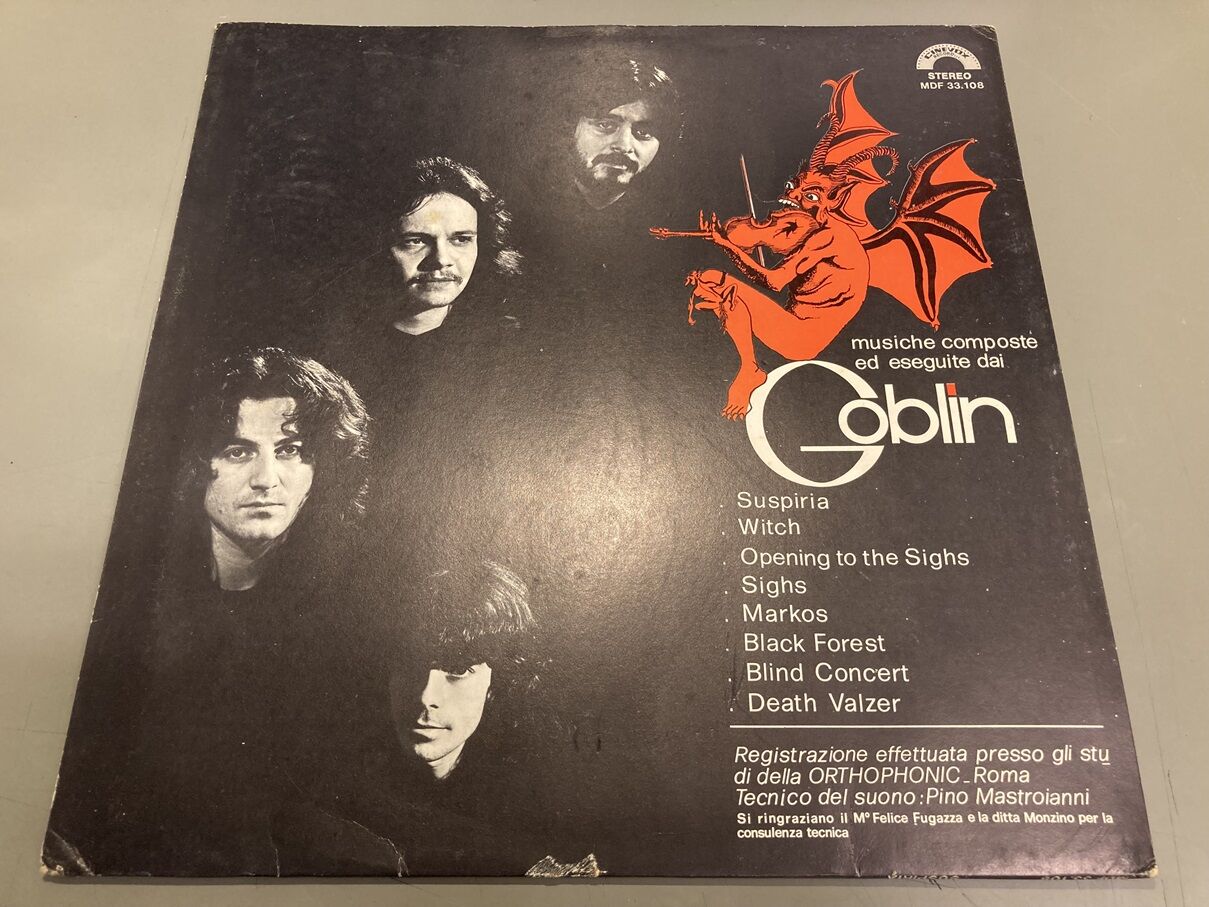 CINEVOX
STEREO
MDF 33.108
musiche composte
ed eseguite dai
Goblin
. Suspiria
. Witch
. Opening to the Sighs
. Sighs
. Markos
. Black Forest
. Blind Concert
. Death Valzer
Registrazione effettuata presso gli stu
di della ORTHOPHONIC_Roma
Tecnico del suono: Pino Mastroianni
Si ringraziano il M° Felice Fugazza e la ditta Monzino per la
consulenza tecnica